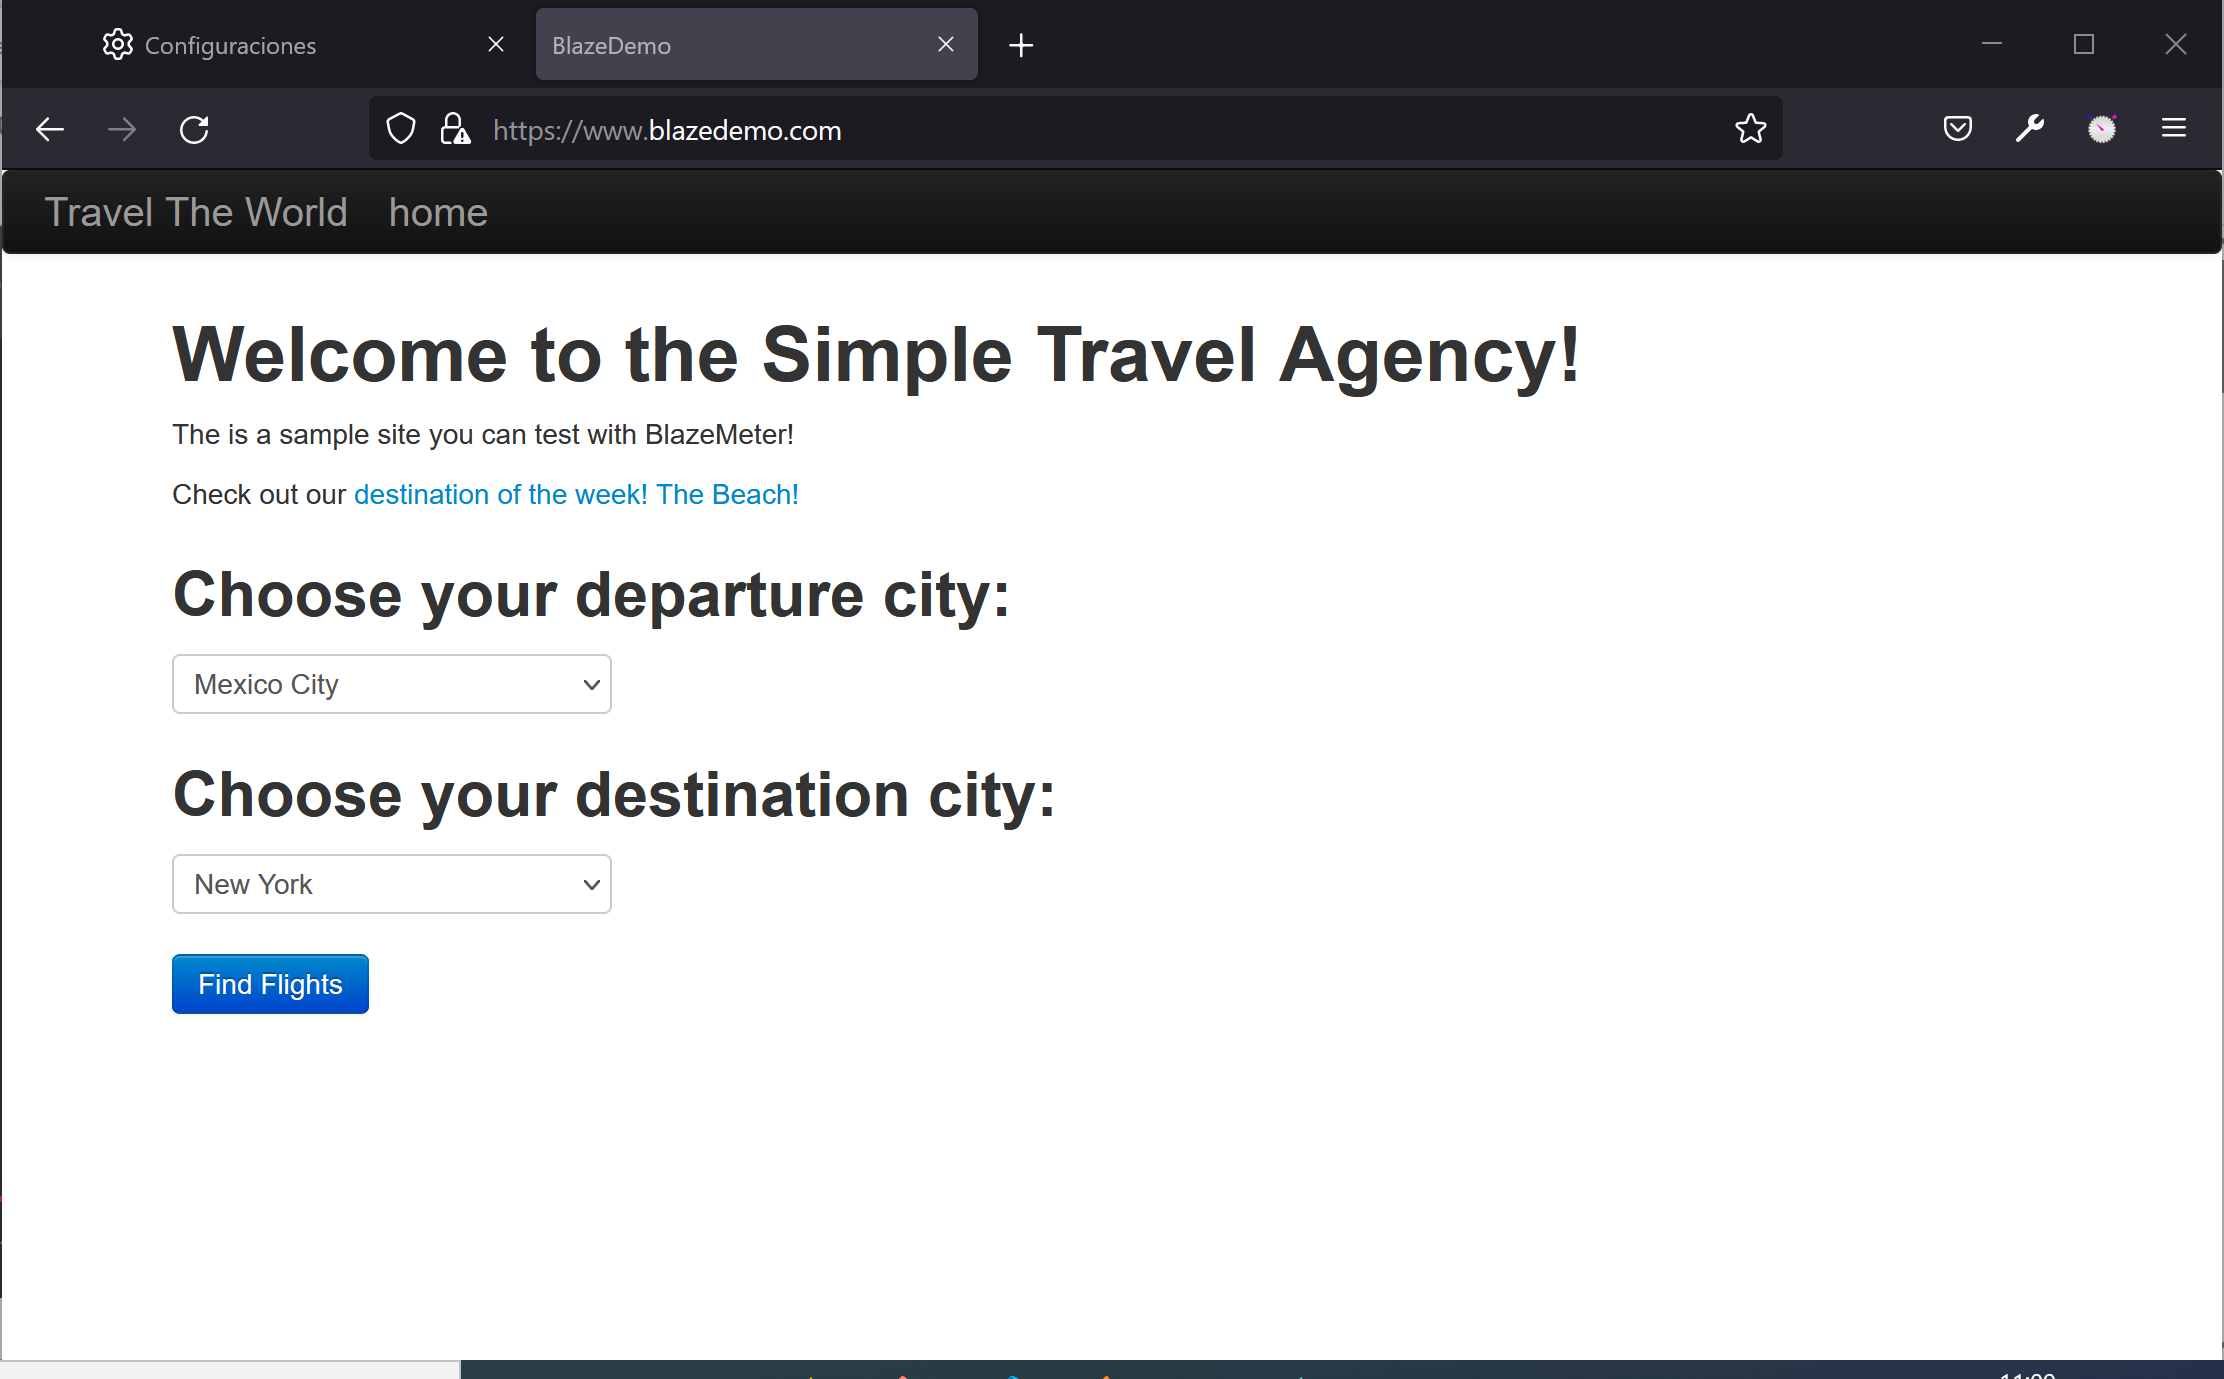 Configuraciones
BlazeDemo
https://www.blazedemo.com
Travel The World home
Welcome to the Simple Travel Agency!
The is a sample site you can test with BlazeMeter!
Check out our destination of the week! The Beach!
Choose your departure city:
Mexico City
Choose your destination city:
New York
Find Flights